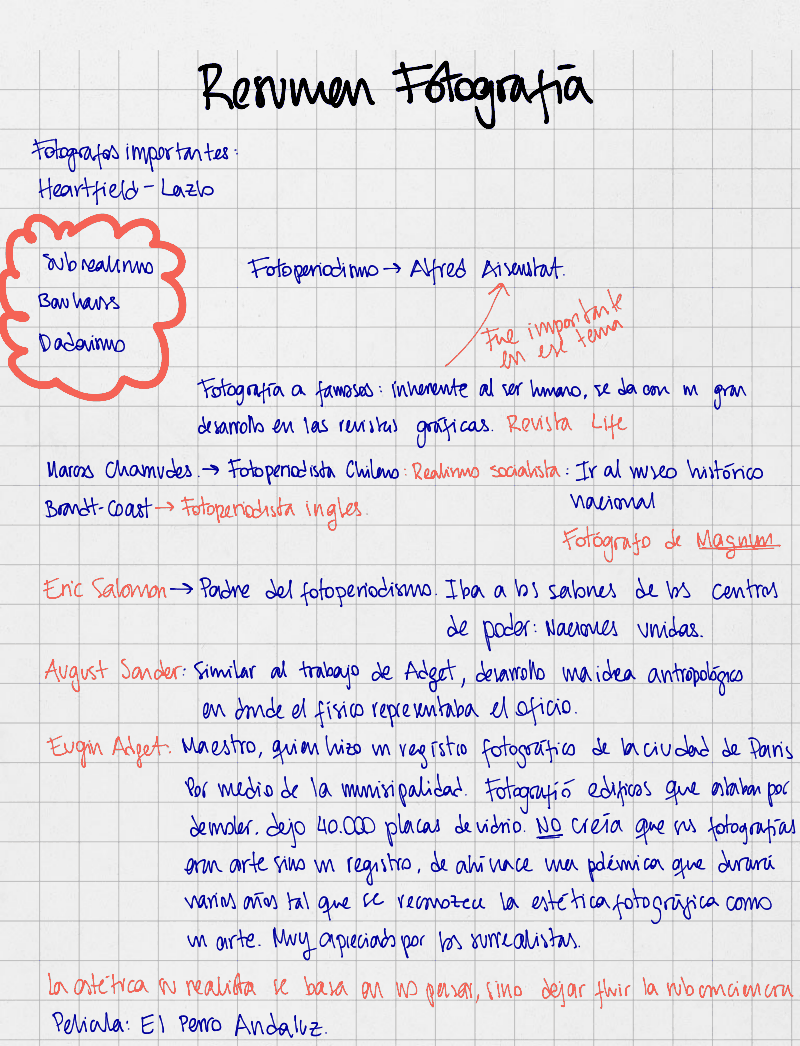 Resumen Fotografía
Fotografos importantes:
Heartfield - Lazlo
Subrealismo
Bauhauss
Dadaismo
Fotoperiodismo → Alfred Aisenstat.
Fue importante
en ese tema
Fotografía a famosos: inherente al ser humano, se da con un gran
desarrollo en las revistas gráficas. Revista Life
Marcos Chamudes. → Fotoperiodista Chileno: Realismo socialista: Ir al museo histórico
nacional
Brandt-Coast → Fotoperiodista ingles.
Fotógrafo de Magnum
Eric Salomon → Padre del fotoperiodismo. Iba a los salones de los centros
de poder: Naciones unidas.
August Sander: Similar al trabajo de Adget, desarrollo una idea antropológica
en donde el físico representaba el oficio.
Eugin Adget: Maestro, quien hizo un registro fotográfico de la ciudad de Paris
Por medio de la munisipalidad. Fotografió edificos que estaban por
demoler. dejo 40.000 placas de vidrio. NO creía que sus fotografías
eran arte sino un registro, de ahí nace una polémica que durará
varios años tal que se reconozca la estética fotográfica como
un arte. Muy apreciado por los surrealistas.
La estética su realista se basa en no pensar, sino dejar fluir la subconciencia
Pelicula: El Perro Andaluz.